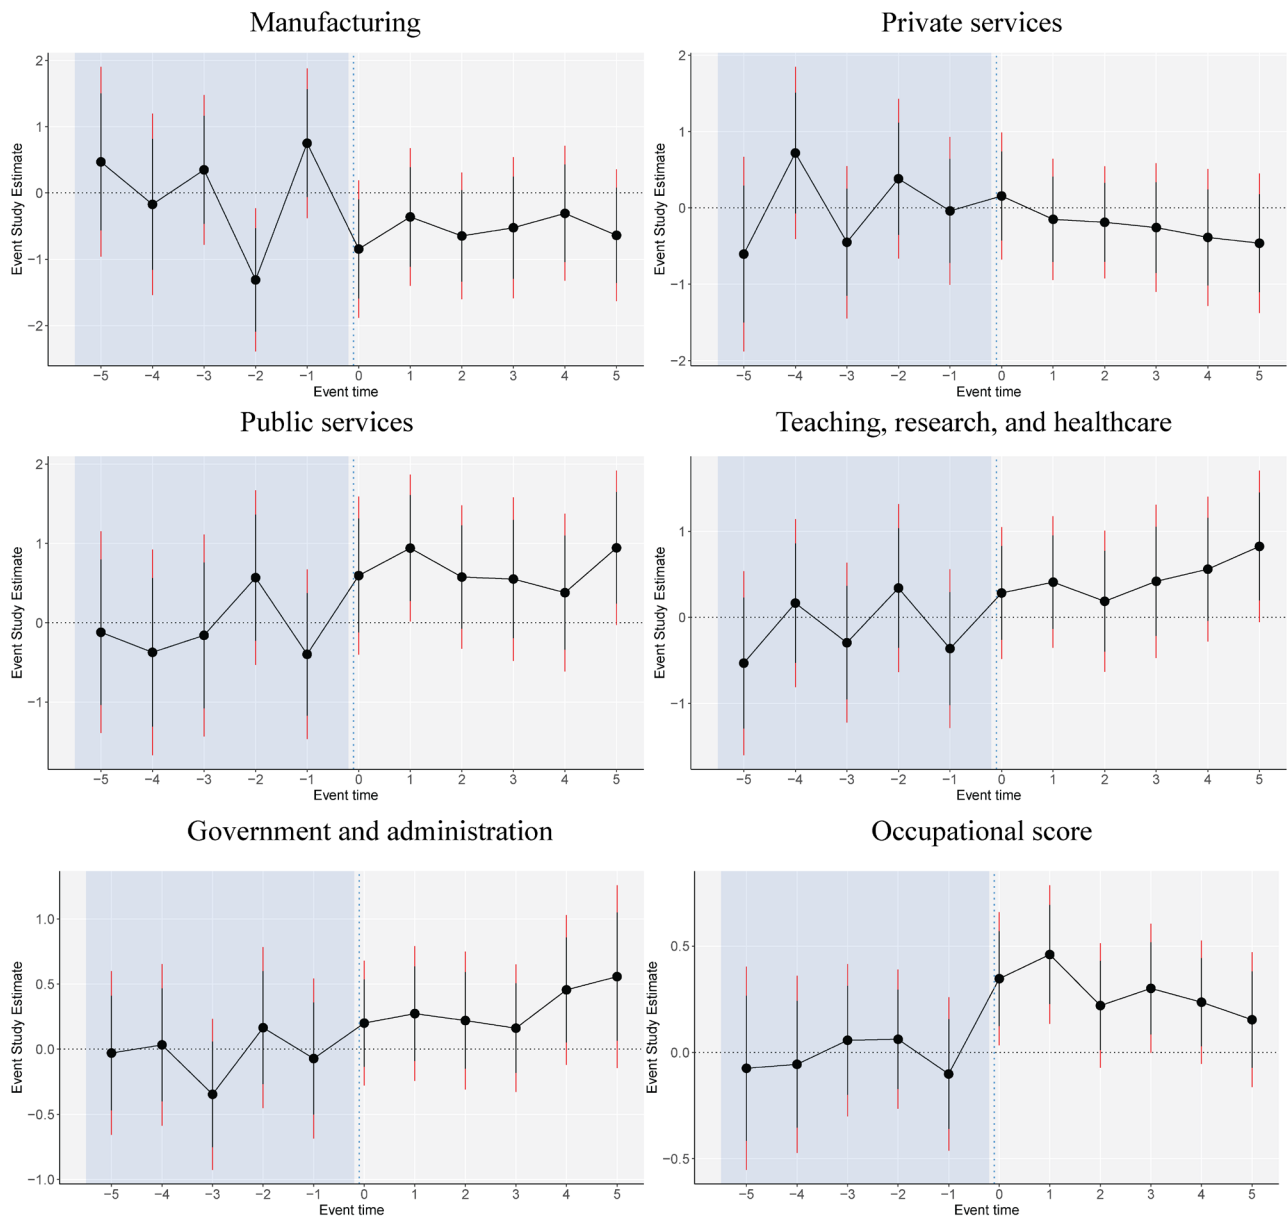 Manufacturing
Event Study Estimate
2
1
0
−1
−2
−5 −4 −3 −2 −1 0 1 2 3 4 5
Event time
Private services
Event Study Estimate
2
1
0
−1
−2
−5 −4 −3 −2 −1 0 1 2 3 4 5
Event time
Public services
Event Study Estimate
2
1
0
−1
−5 −4 −3 −2 −1 0 1 2 3 4 5
Event time
Teaching, research, and healthcare
Event Study Estimate
1
0
−1
−5 −4 −3 −2 −1 0 1 2 3 4 5
Event time
Government and administration
Event Study Estimate
1.0
0.5
0.0
−0.5
−1.0
−5 −4 −3 −2 −1 0 1 2 3 4 5
Event time
Occupational score
Event Study Estimate
0.5
0.0
−0.5
−5 −4 −3 −2 −1 0 1 2 3 4 5
Event time